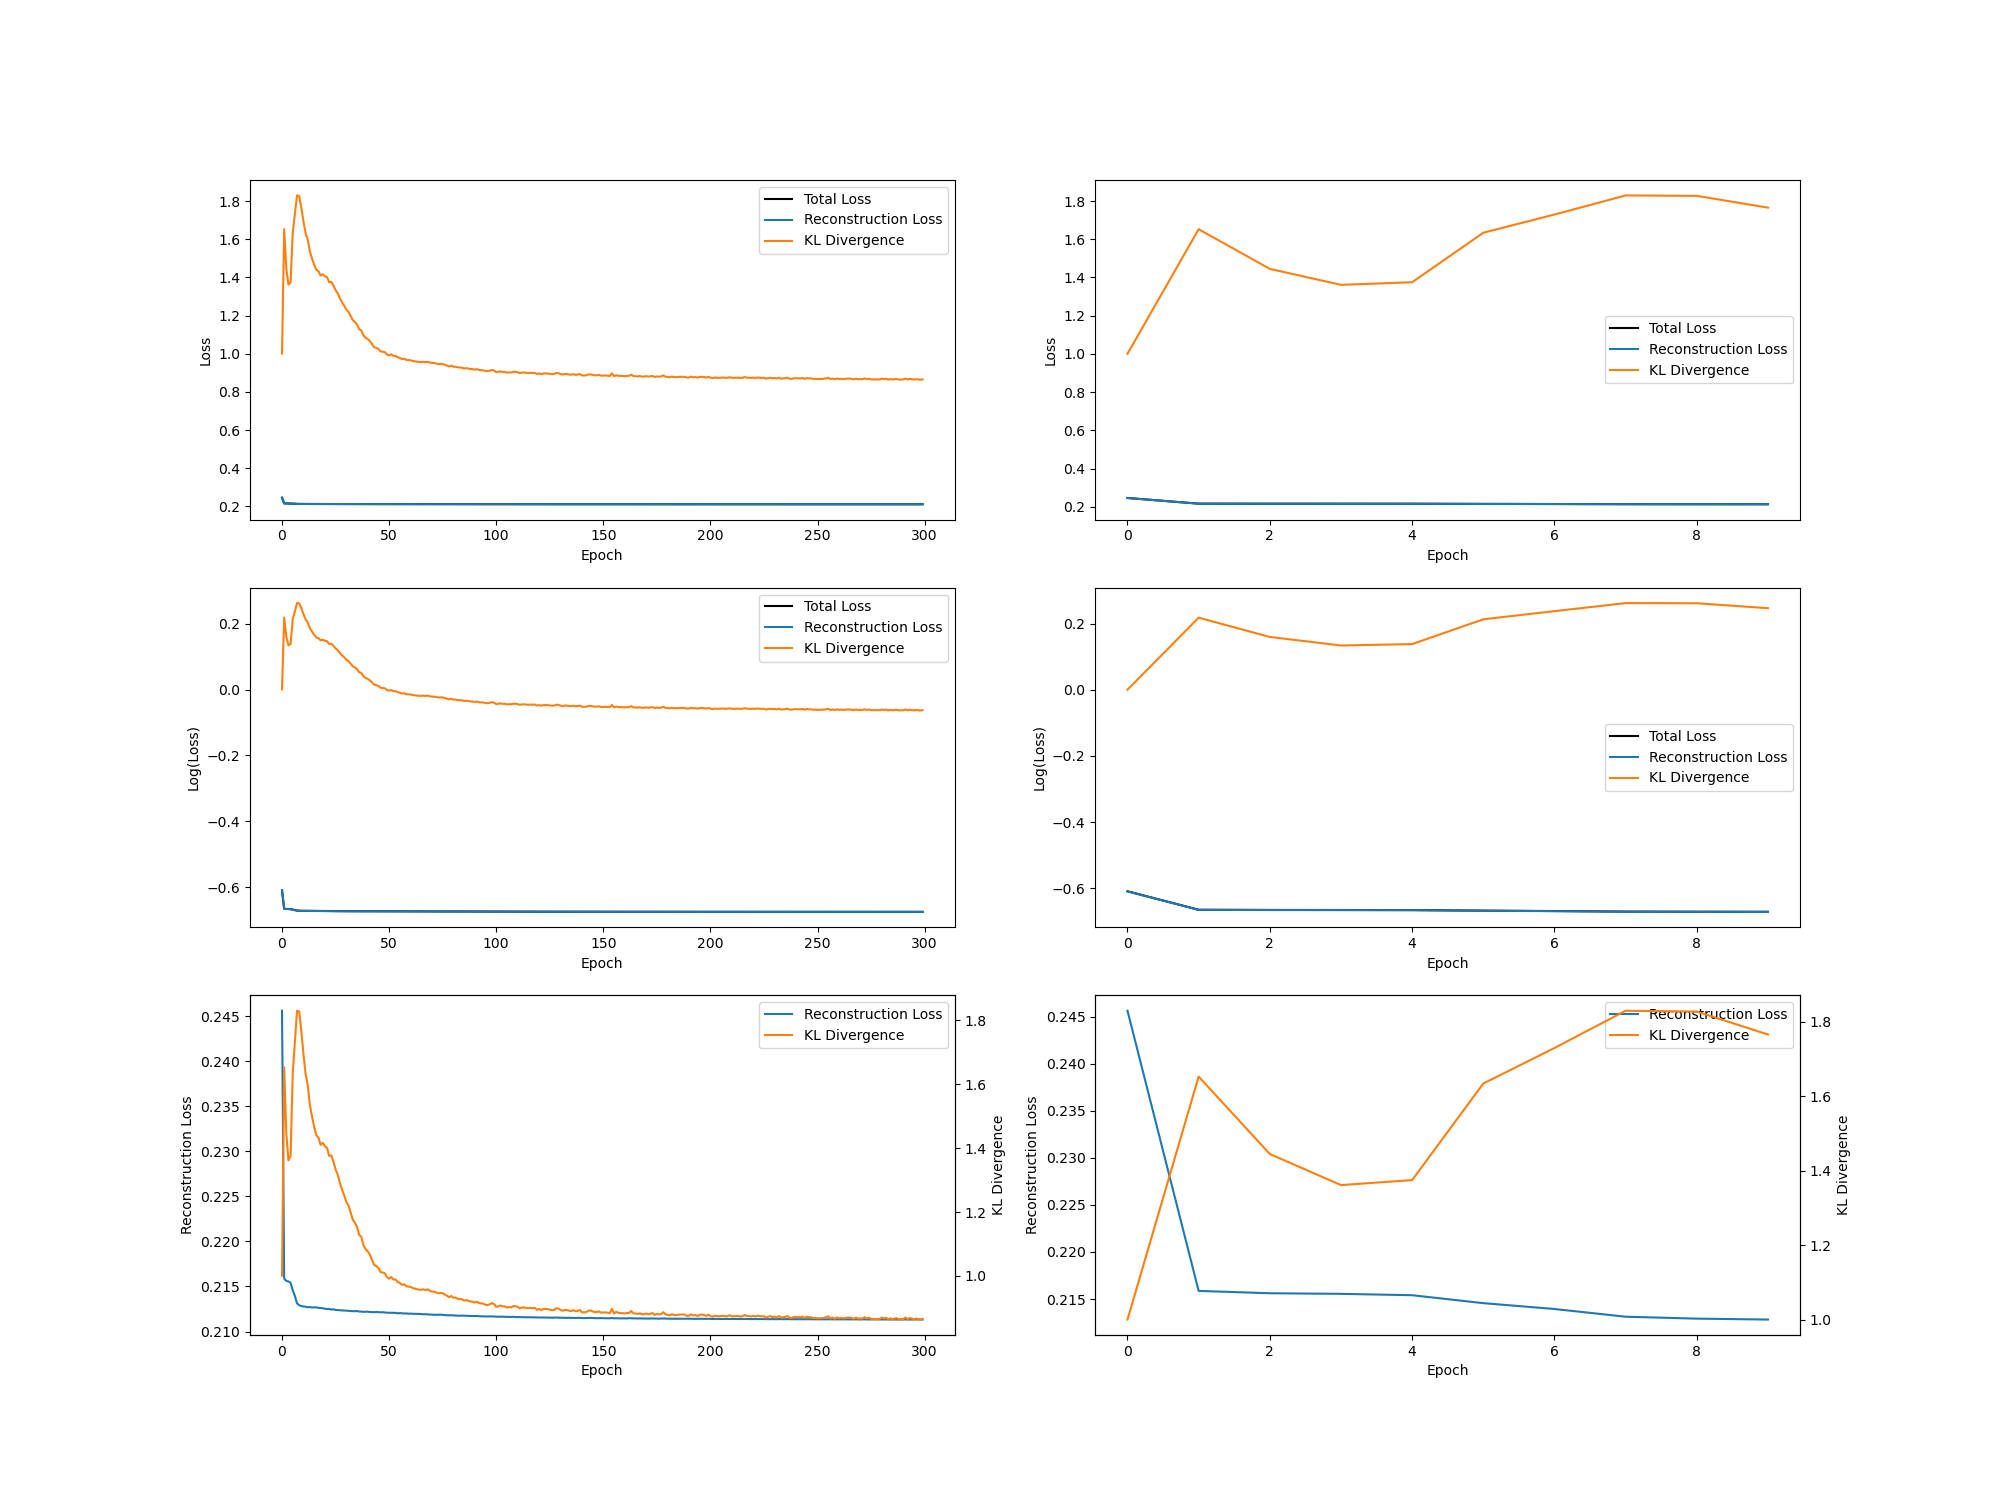 1.8
1.6
1.4
1.2
1.0
0.8
0.6
0.4
0.2
Loss
Total Loss
Reconstruction Loss
KL Divergence
0 50 100 150 200 250 300
Epoch
1.8
1.6
1.4
1.2
1.0
0.8
0.6
0.4
0.2
Loss
Total Loss
Reconstruction Loss
KL Divergence
0 2 4 6 8
Epoch
0.2
0.0
−0.2
−0.4
−0.6
Log(Loss)
Total Loss
Reconstruction Loss
KL Divergence
0 50 100 150 200 250 300
Epoch
0.2
0.0
−0.2
−0.4
−0.6
Log(Loss)
Total Loss
Reconstruction Loss
KL Divergence
0 2 4 6 8
Epoch
0.245
0.240
0.235
0.230
0.225
0.220
0.215
0.210
Reconstruction Loss
Reconstruction Loss
KL Divergence
1.8
1.6
1.4
1.2
1.0
KL Divergence
0 50 100 150 200 250 300
Epoch
0.245
0.240
0.235
0.230
0.225
0.220
0.215
Reconstruction Loss
Reconstruction Loss
KL Divergence
1.8
1.6
1.4
1.2
1.0
KL Divergence
0 2 4 6 8
Epoch